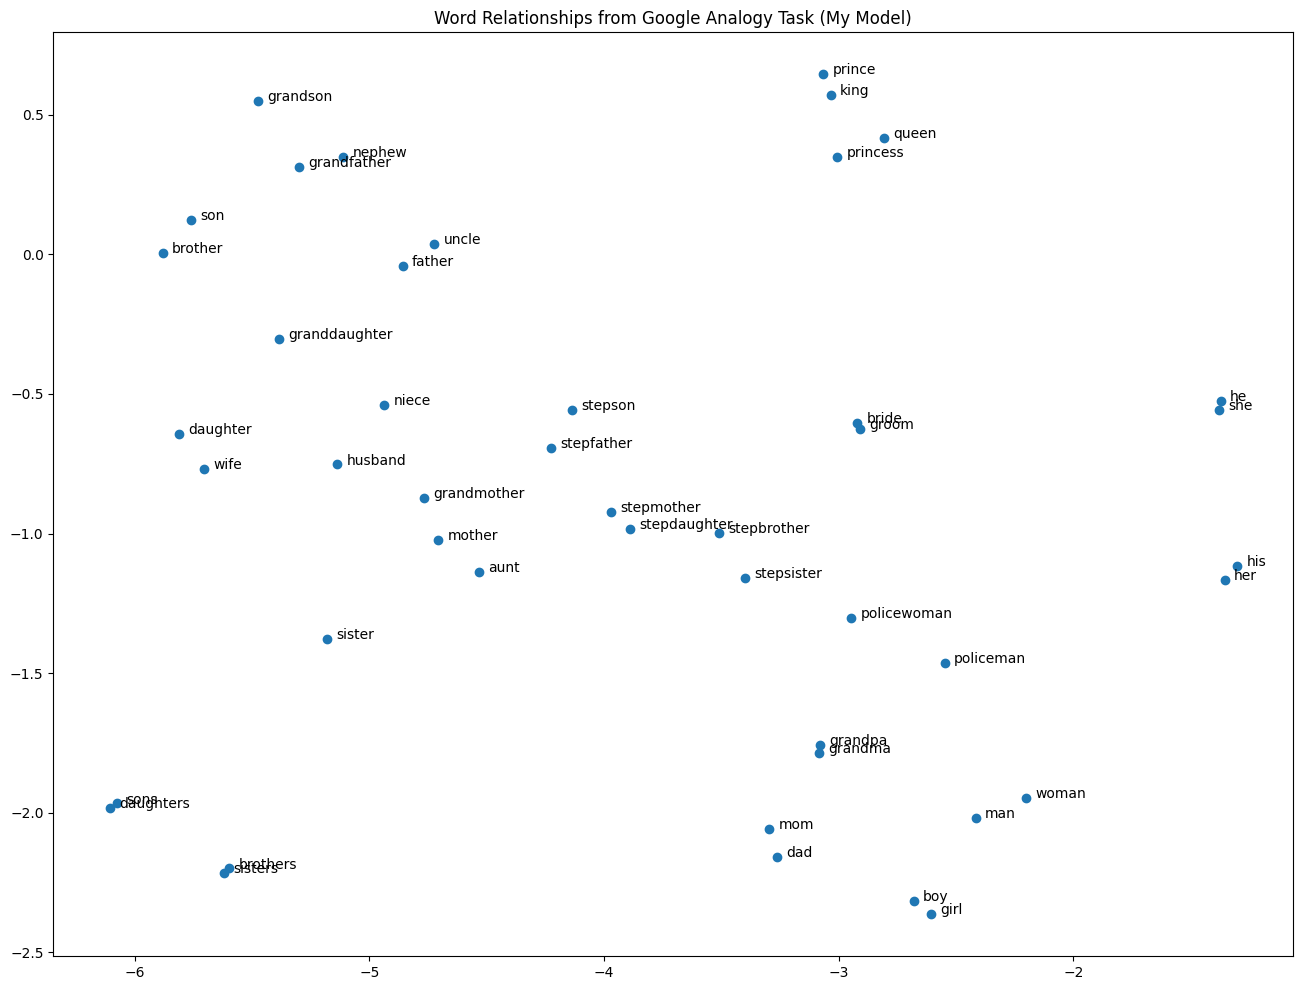 Word Relationships from Google Analogy Task (My Model)
prince
king
grandson
queen
nephew
princess
grandfather
son
uncle
brother
father
granddaughter
he
niece
stepson
she
bride
groom
daughter
stepfather
wife
husband
grandmother
stepmother
stepdaughter
stepbrother
mother
his
aunt
her
stepsister
policewoman
sister
policeman
grandpa
grandma
woman
sons
daughters
man
mom
dad
brothers
sisters
boy
girl
0.5
0.0
−0.5
−1.0
−1.5
−2.0
−2.5
−6 −5 −4 −3 −2